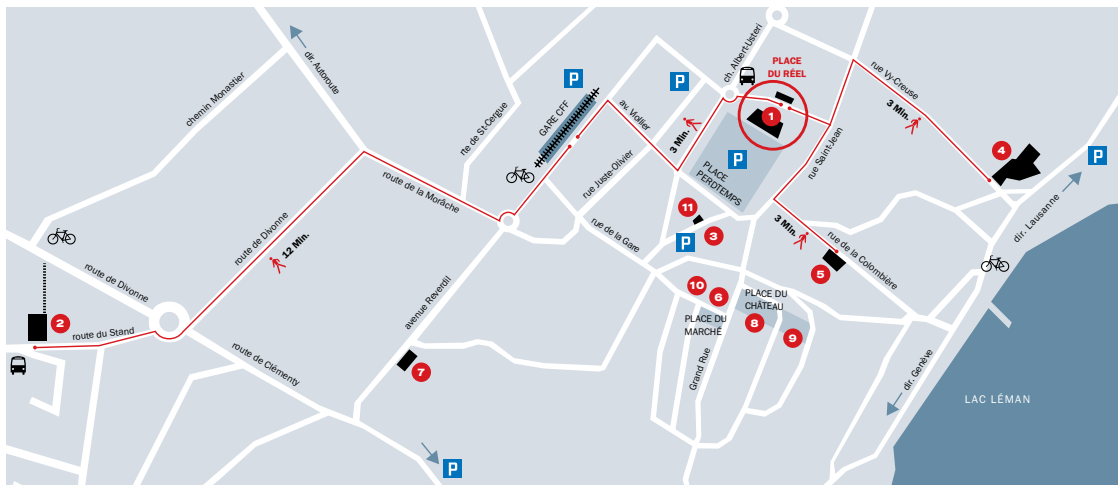 dir. Autoroute
chemin Monastier
rte de St-Cergue
GARE CFF
P
av. Viollier
P
ch. Albert-Usteri
PLACE
DU RÉEL
1
3 Min.
rue Juste-Olivier
P
PLACE
PERDTEMPS
rue Saint-Jean
rue Vy-Creuse
3 Min.
4
P
dir. Lausanne
route de la Morâche
route de Divonne
12 Min.
11
3
P
rue de la Gare
3 Min.
rue de la Colombière
5
route de Divonne
2
route du Stand
avenue Reverdil
10
6
PLACE DU
MARCHÉ
PLACE DU
CHÂTEAU
8
9
Grand Rue
7
route de Clémenty
dir. Genève
LAC LÉMAN
P